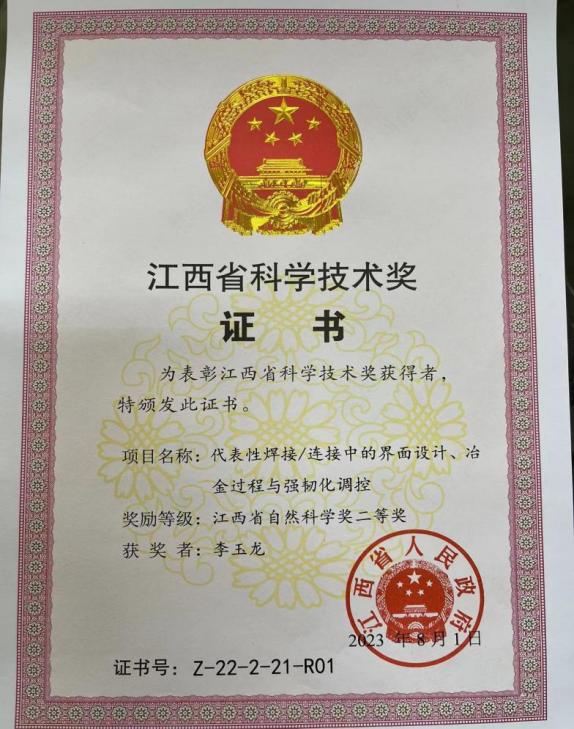 江西省科学技术奖
证 书
为表彰江西省科学技术奖获得者，
特颁发此证书。
项目名称：代表性焊接/连接中的界面设计、冶
金过程与强韧化调控
奖励等级：江西省自然科学奖二等奖
获 奖 者：李玉龙
江西省人民政府
2023 年8月1日
证书号：Z-22-2-21-R01